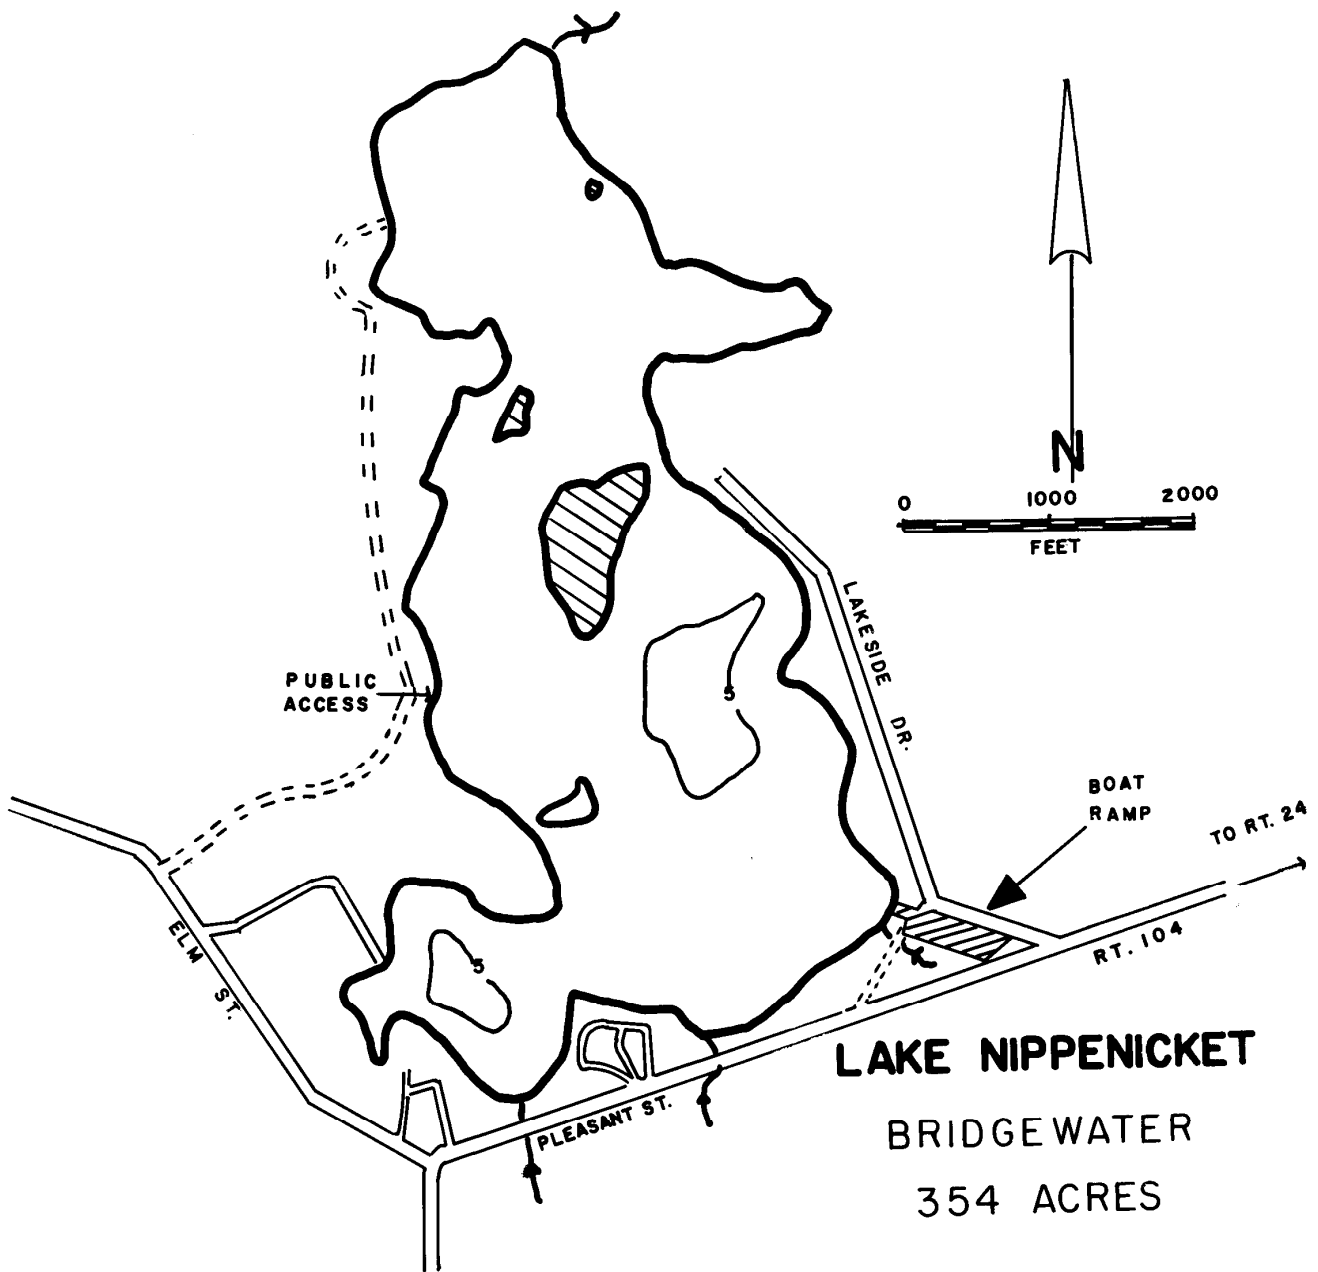 N
0 1000 2000
FEET
LAKESIDE DR.
5
PUBLIC
ACCESS
BOAT
RAMP
TO RT. 24
RT. 104
ELM ST.
5
PLEASANT ST.
LAKE NIPPENICKET
BRIDGEWATER
354 ACRES